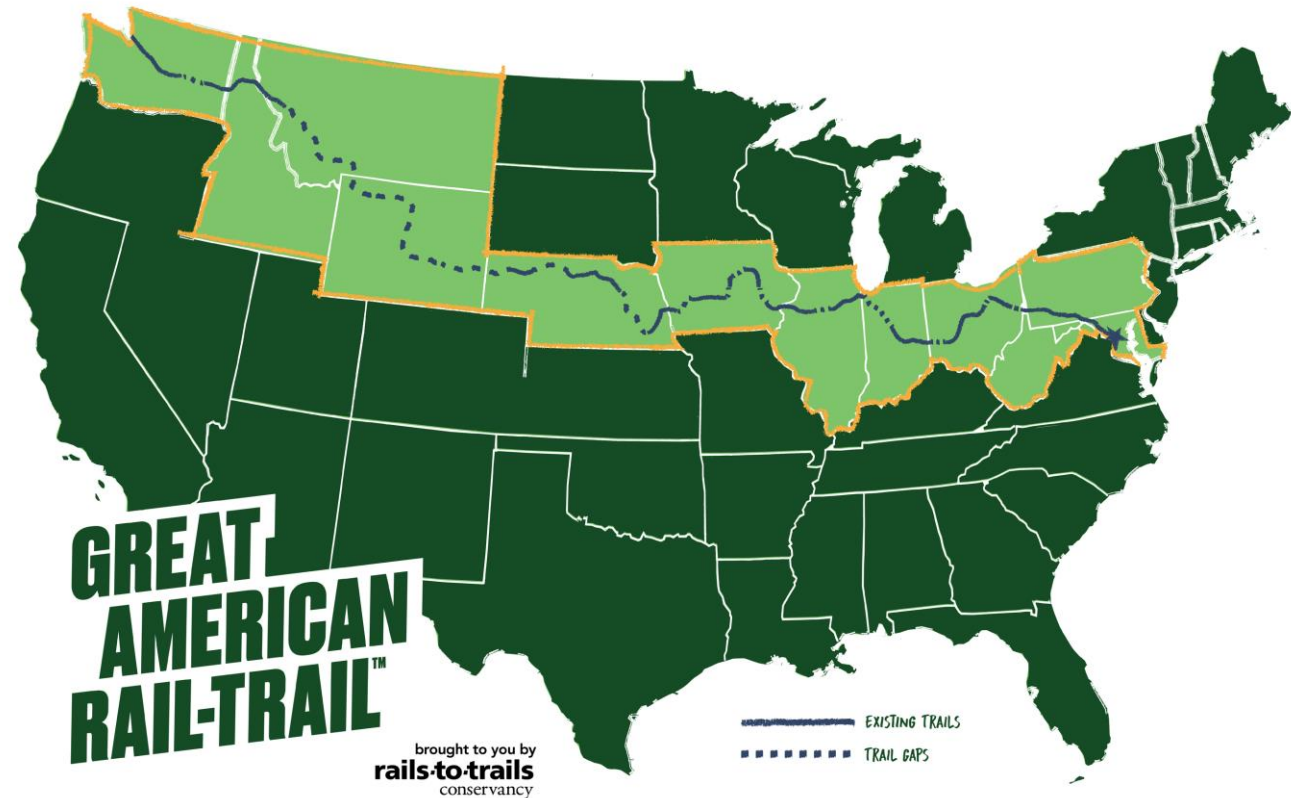 GREAT
AMERICAN
RAIL-TRAIL™
brought to you by
rails-to-trails
conservancy
EXISTING TRAILS
TRAIL GAPS